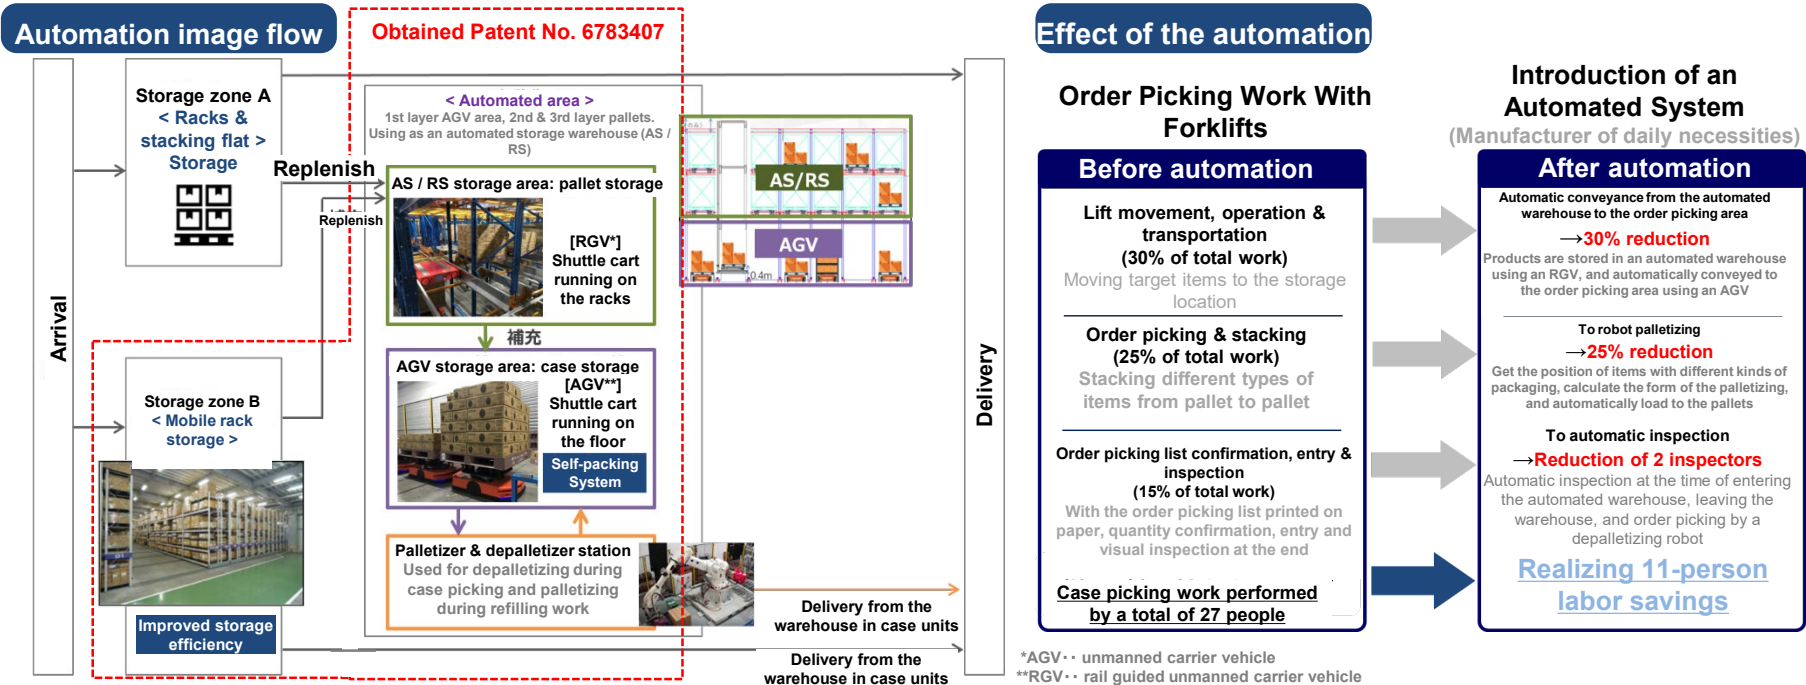 Automation image flow
Obtained Patent No. 6783407
Arrival
Storage zone A
< Racks &
stacking flat >
Storage
Replenish
Replenish
Storage zone B
< Mobile rack
storage >
Improved storage
efficiency
< Automated area >
1st layer AGV area, 2nd & 3rd layer pallets.
Using as an automated storage warehouse (AS /
RS)
AS / RS storage area: pallet storage
[RGV*]
Shuttle cart
running on
the racks
補充
AGV storage area: case storage
[AGV**]
Shuttle cart
running on
the floor
Self-packing
System
Palletizer & depalletizer station
Used for depalletizing during
case picking and palletizing
during refilling work
AS/RS
AGV
0.4m
Delivery from the
warehouse in case units
Delivery from the
warehouse in case units
Delivery
Effect of the automation
Order Picking Work With
Forklifts
Before automation
Lift movement, operation &
transportation
(30% of total work)
Moving target items to the storage
location
Order picking & stacking
(25% of total work)
Stacking different types of
items from pallet to pallet
Order picking list confirmation, entry &
inspection
(15% of total work)
With the order picking list printed on
paper, quantity confirmation, entry and
visual inspection at the end
Case picking work performed
by a total of 27 people
Introduction of an
Automated System
(Manufacturer of daily necessities)
After automation
Automatic conveyance from the automated
warehouse to the order picking area
→30% reduction
Products are stored in an automated warehouse
using an RGV, and automatically conveyed to
the order picking area using an AGV
To robot palletizing
→25% reduction
Get the position of items with different kinds of
packaging, calculate the form of the palletizing,
and automatically load to the pallets
To automatic inspection
→Reduction of 2 inspectors
Automatic inspection at the time of entering
the automated warehouse, leaving the
warehouse, and order picking by a
depalletizing robot
Realizing 11-person
labor savings
*AGV･･ unmanned carrier vehicle
**RGV･･ rail guided unmanned carrier vehicle